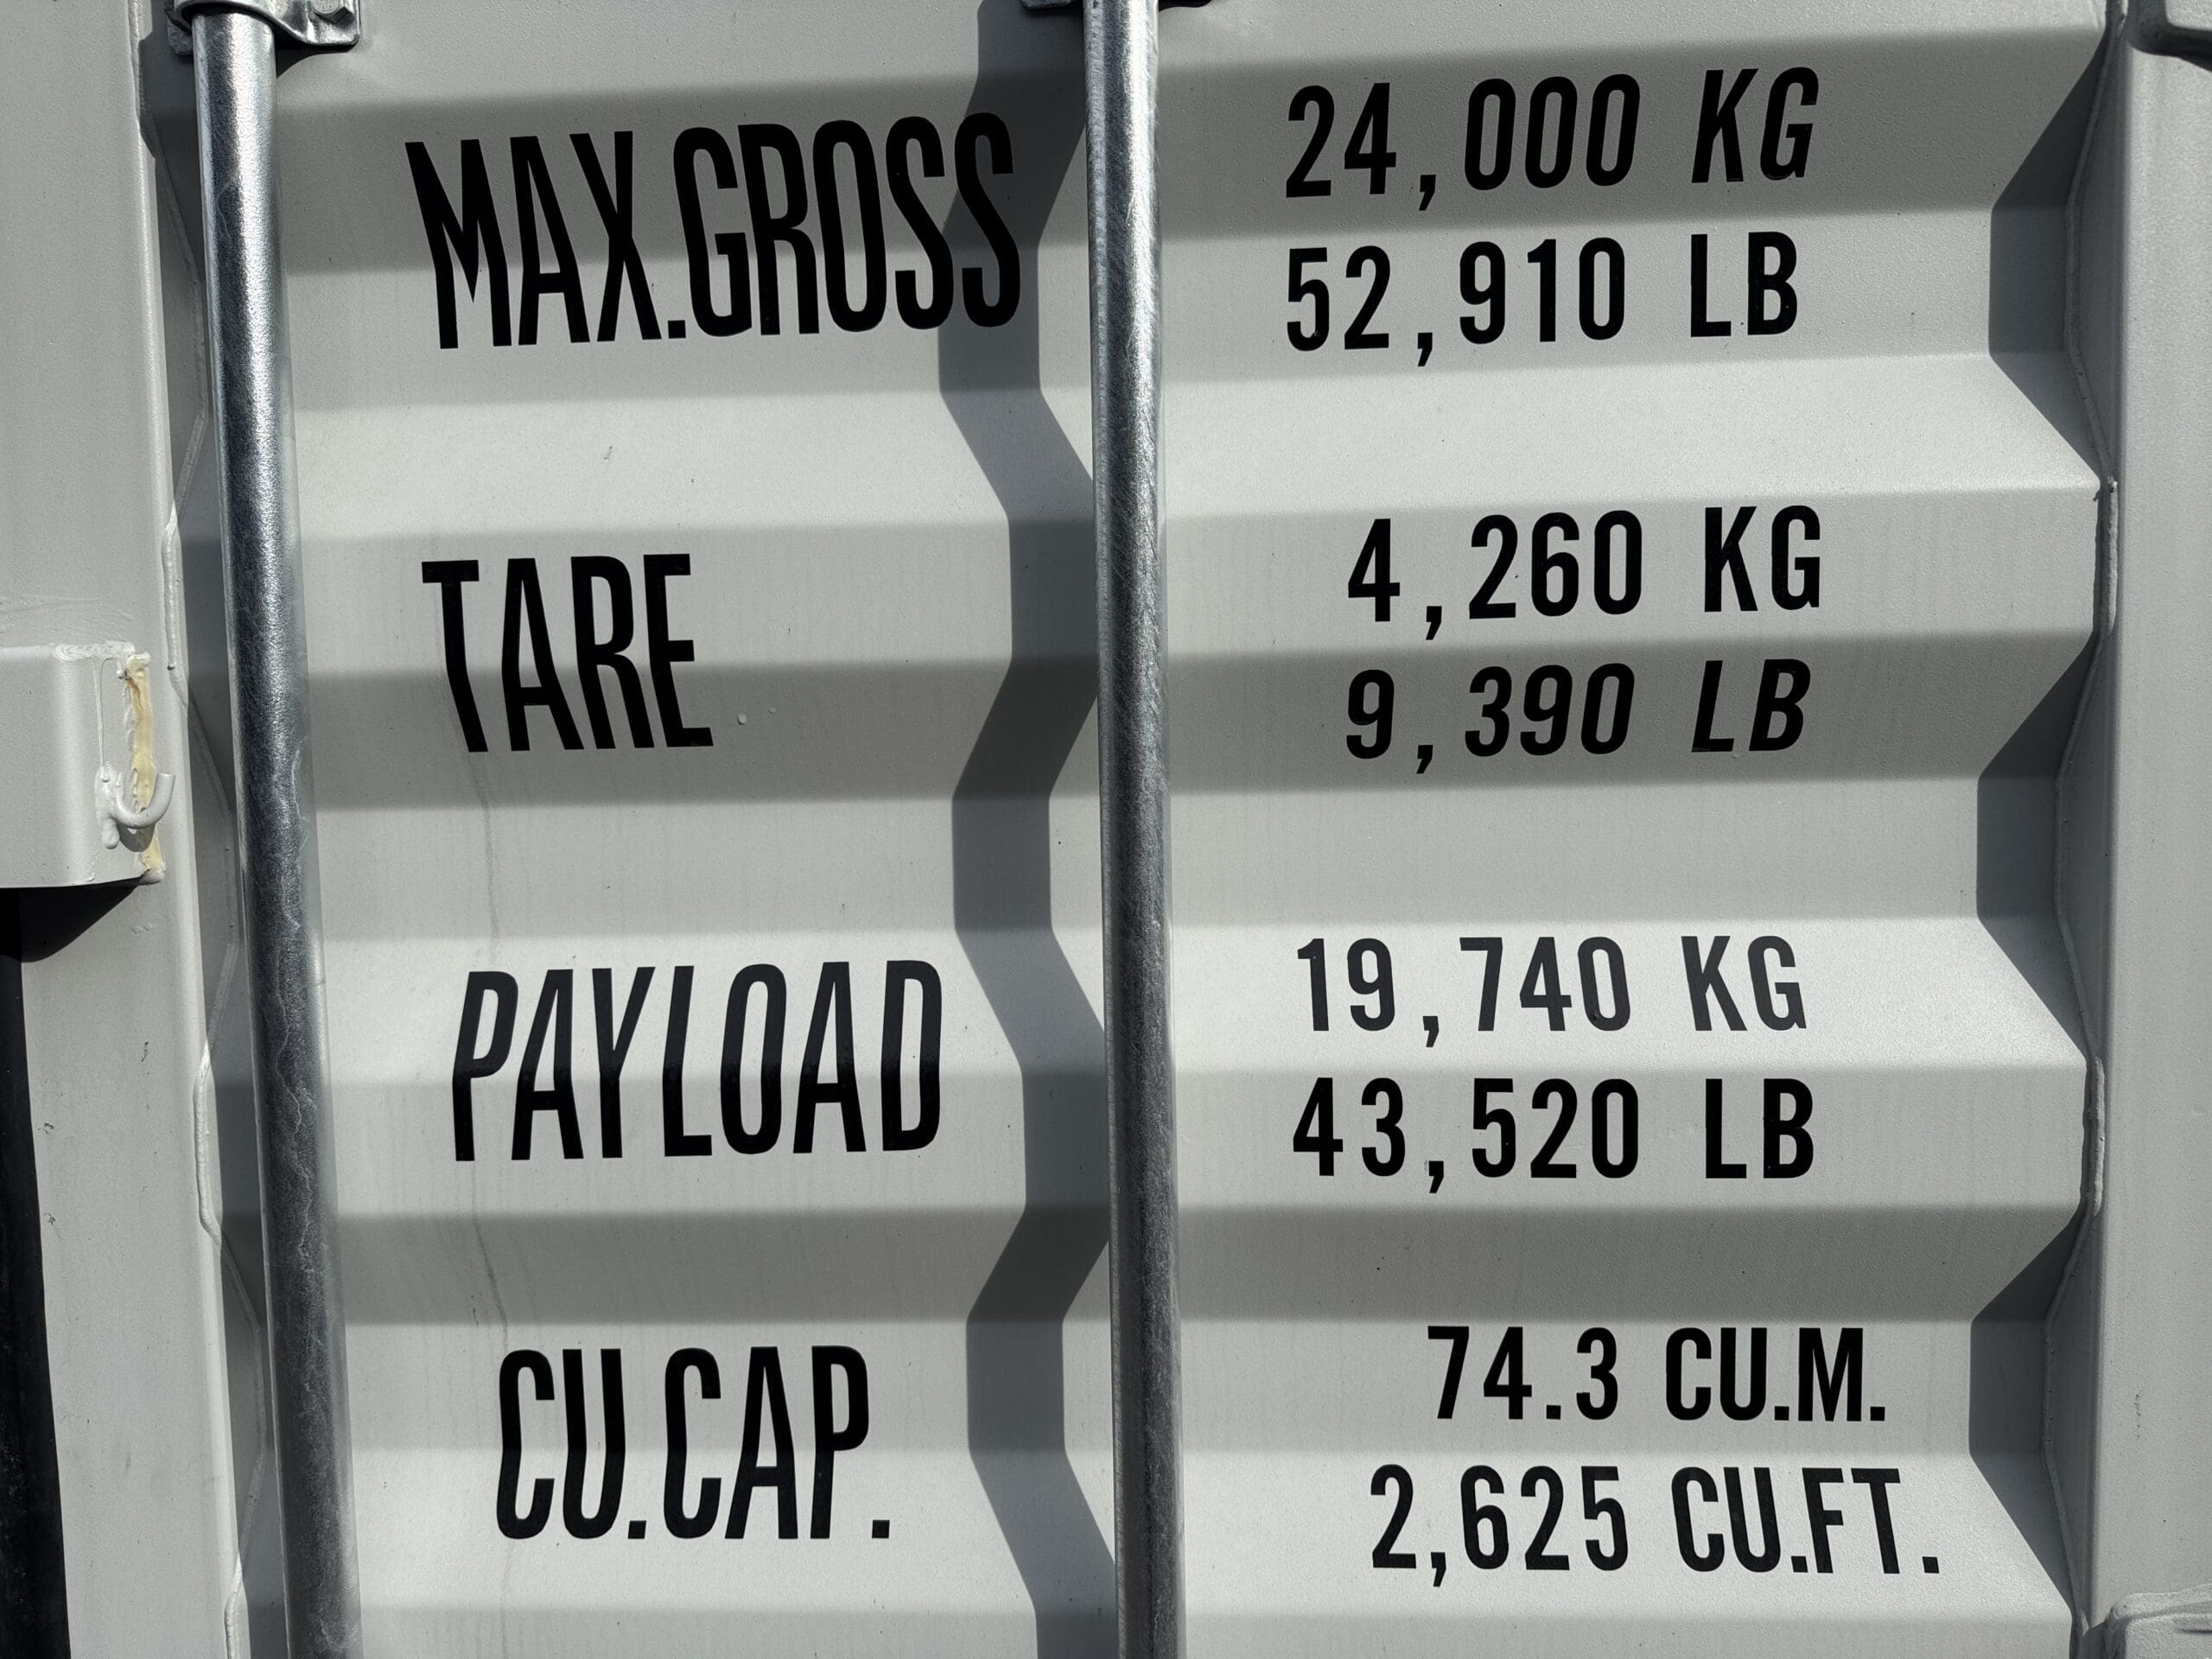 MAX.GROSS 24,000 KG
52,910 LB
TARE 4,260 KG
9,390 LB
PAYLOAD 19,740 KG
43,520 LB
CU.CAP. 74.3 CU.M.
2,625 CU.FT.